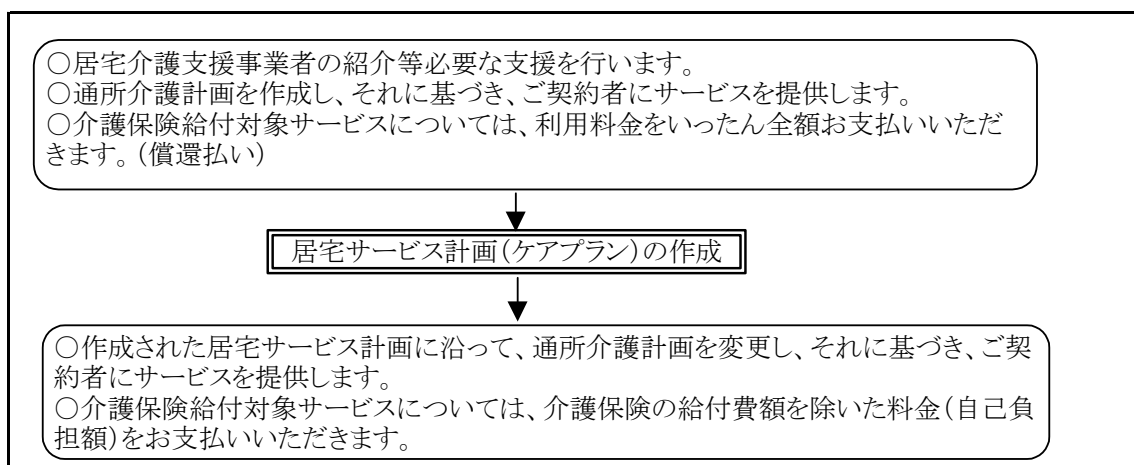 ○居宅介護支援事業者の紹介等必要な支援を行います。
○通所介護計画を作成し、それに基づき、ご契約者にサービスを提供します。
○介護保険給付対象サービスについては、利用料金をいったん全額お支払いいただ
きます。(償還払い)
居宅サービス計画(ケアプラン)の作成
○作成された居宅サービス計画に沿って、通所介護計画を変更し、それに基づき、ご契
約者にサービスを提供します。
○介護保険給付対象サービスについては、介護保険の給付費額を除いた料金(自己負
担額)をお支払いいただきます。